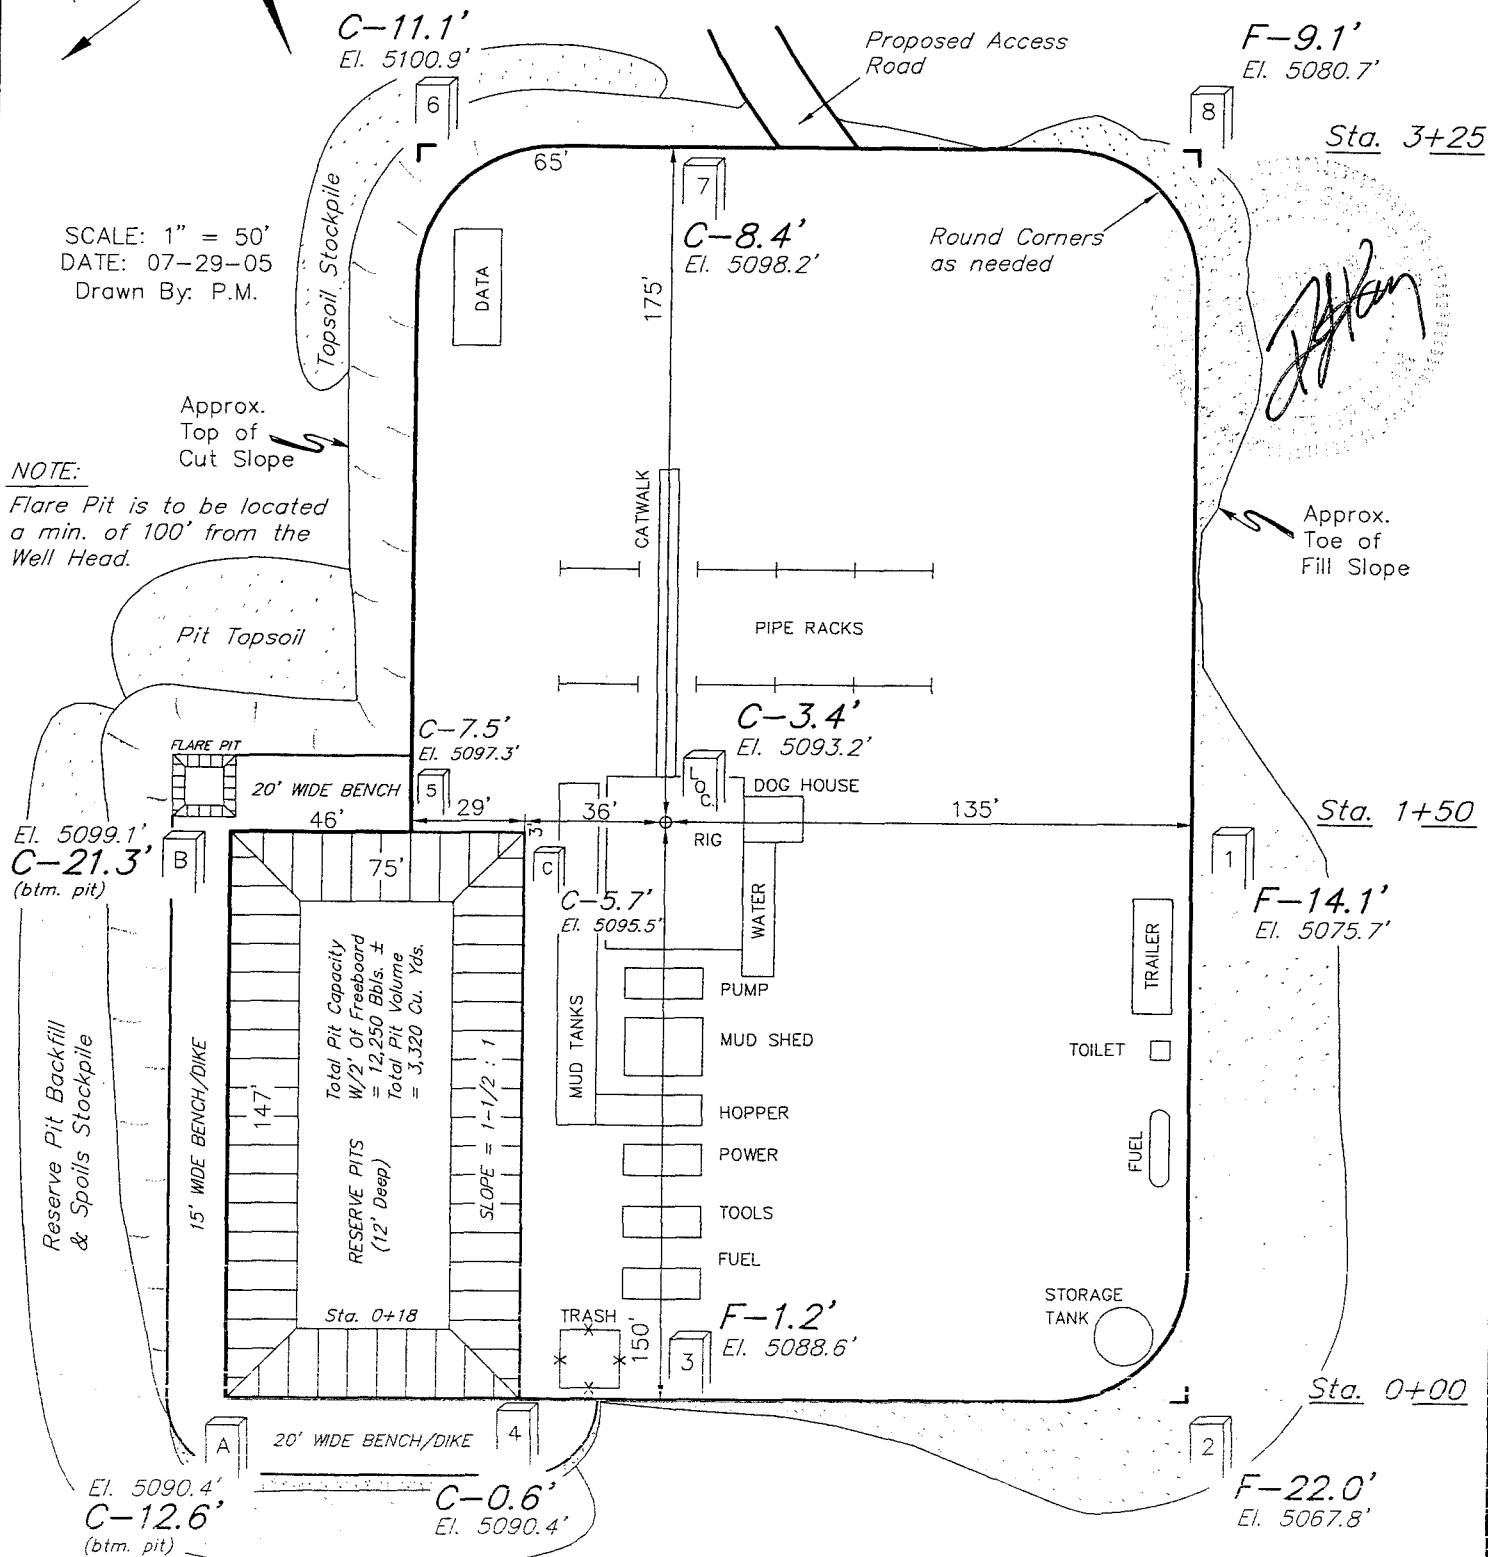 C-11.1'
El. 5100.9'
Proposed Access
Road
F-9.1'
El. 5080.7'
6
8
Sta. 3+25
65'
7
C-8.4'
El. 5098.2'
175'
Round Corners
as needed
Topsoil Stockpile
SCALE: 1" = 50'
DATE: 07-29-05
Drawn By: P.M.
DATA
Approx.
Top of
Cut Slope
NOTE:
Flare Pit is to be located
a min. of 100' from the
Well Head.
CATWALK
Approx.
Toe of
Fill Slope
PIPE RACKS
Pit Topsoil
C-7.5'
El. 5097.3'
C-3.4'
El. 5093.2'
FLARE PIT
20' WIDE BENCH
5
LOC.
DOG HOUSE
46'
29'
3'
36'
135'
RIG
Sta. 1+50
El. 5099.1'
C-21.3'
(btm. pit)
B
75'
C
C-5.7'
El. 5095.5'
WATER
1
F-14.1'
El. 5075.7'
TRAILER
Total Pit Capacity
W/2' Of Freeboard
= 12,250 Bbls. ±
Total Pit Volume
= 3,320 Cu. Yds.
PUMP
MUD TANKS
MUD SHED
TOILET
Reserve Pit Backfill
& Spoils Stockpile
15' WIDE BENCH/DIKE
147'
RESERVE PITS
(12' Deep)
SLOPE = 1-1/2 : 1
HOPPER
POWER
FUEL
TOOLS
FUEL
Sta. 0+18
TRASH
150'
F-1.2'
El. 5088.6'
3
STORAGE
TANK
Sta. 0+00
A
20' WIDE BENCH/DIKE
4
2
El. 5090.4'
C-12.6'
(btm. pit)
C-0.6'
El. 5090.4'
F-22.0'
El. 5067.8'